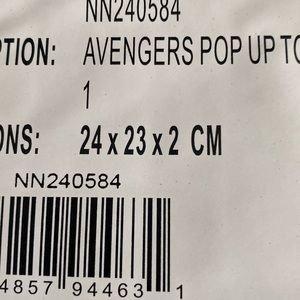 NN240584
PTION: AVENGERS POP UP TO
1
ONS: 24 x 23 x 2 CM
NN240584
4857 94463 1